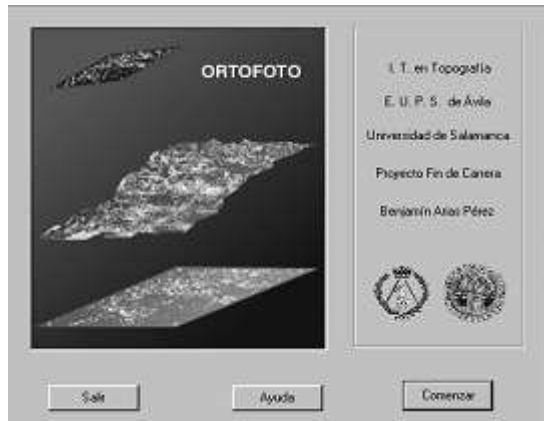 ORTOFOTO
I. T. en Topografía
E. U. P. S. de Ávila
Universidad de Salamanca
Proyecto Fin de Carrera
Benjamín Arias Pérez
Salir
Ayuda
Comenzar